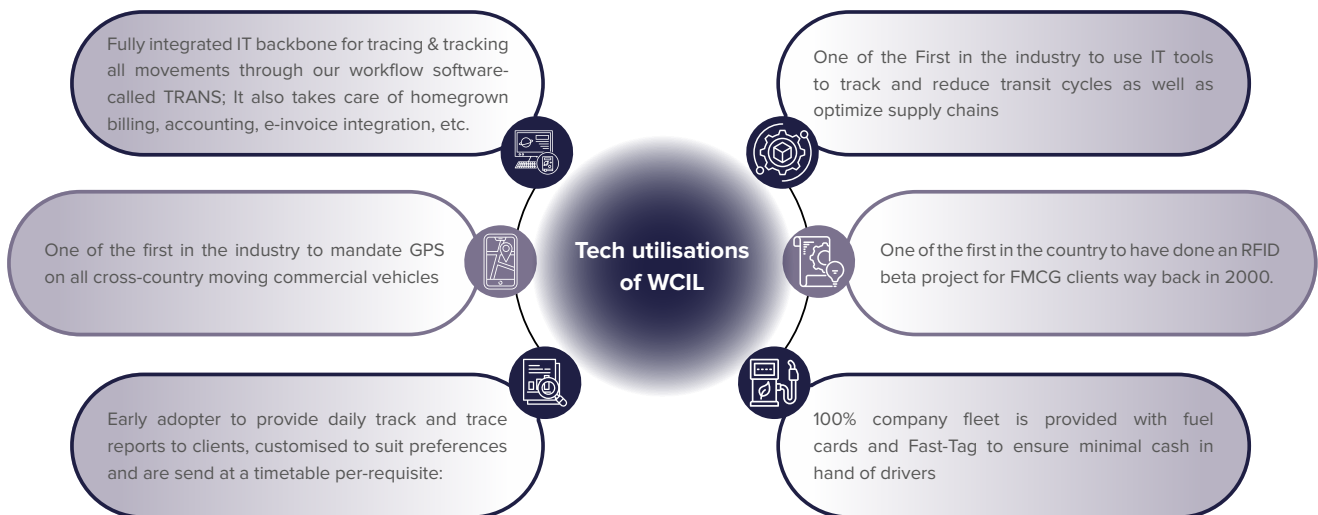 Fully integrated IT backbone for tracing & tracking
all movements through our workflow software-
called TRANS; It also takes care of homegrown
billing, accounting, e-invoice integration, etc.
One of the First in the industry to use IT tools
to track and reduce transit cycles as well as
optimize supply chains
One of the first in the industry to mandate GPS
on all cross-country moving commercial vehicles
Tech utilisations
of WCIL
One of the first in the country to have done an RFID
beta project for FMCG clients way back in 2000.
Early adopter to provide daily track and trace
reports to clients, customised to suit preferences
and are send at a timetable per-requisite:
100% company fleet is provided with fuel
cards and Fast-Tag to ensure minimal cash in
hand of drivers